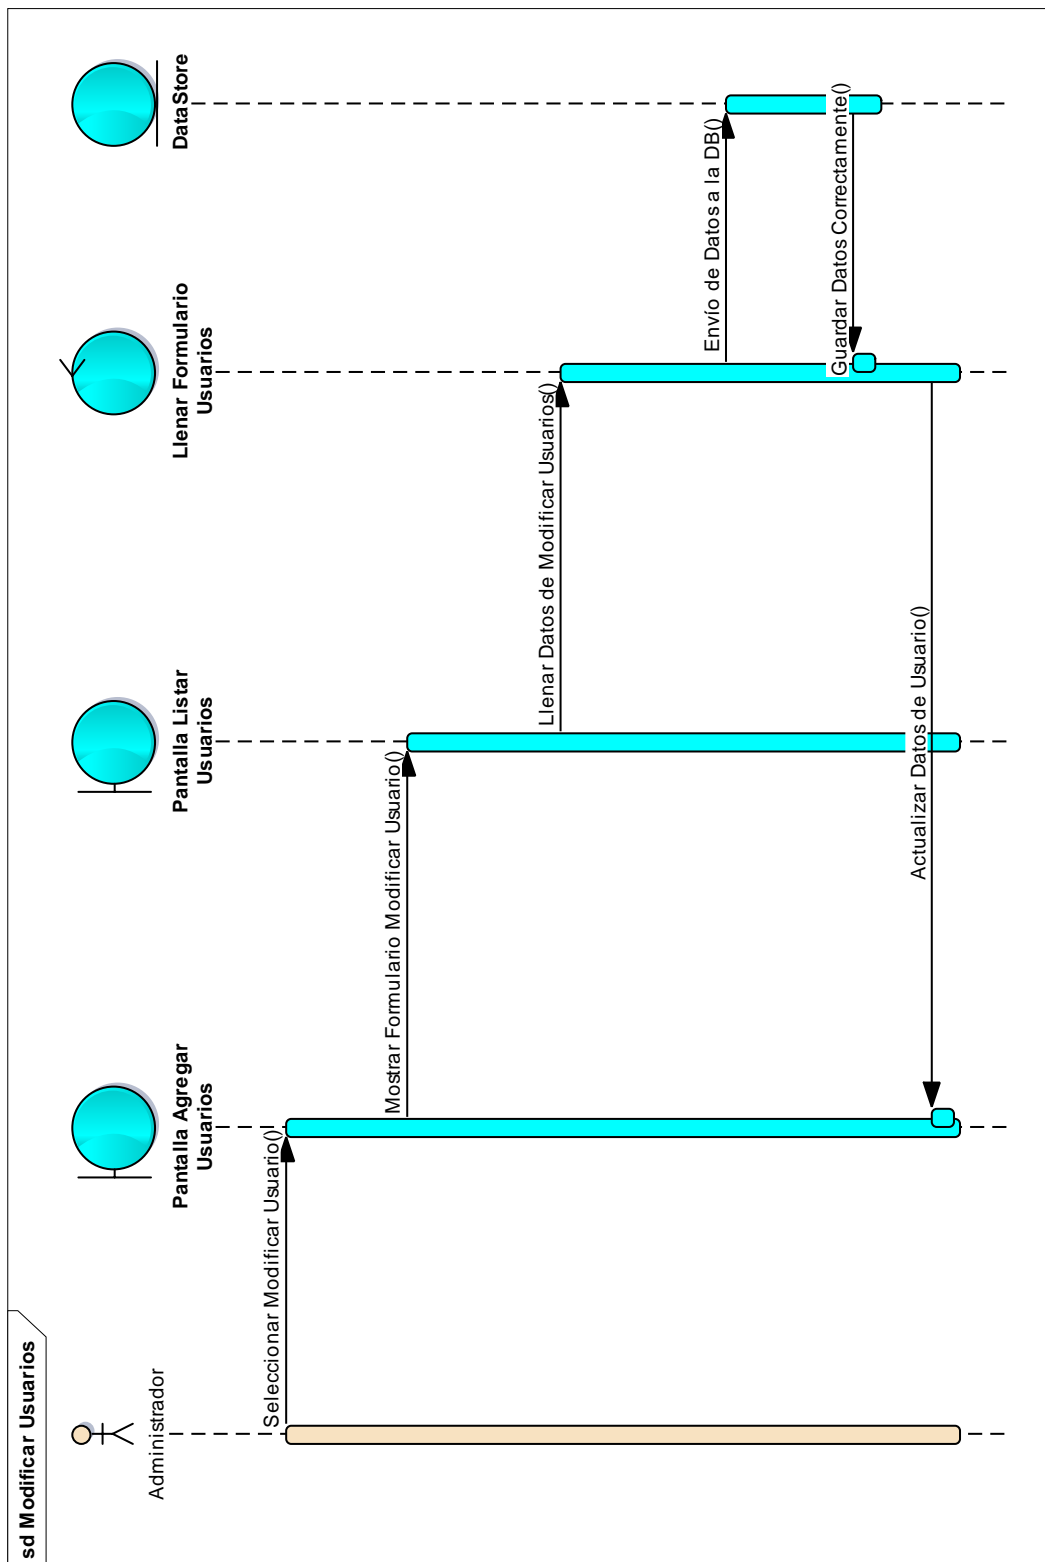 sd Modificar Usuarios
Administrador
Pantalla Agregar
Usuarios
Pantalla Listar
Usuarios
Llenar Formulario
Usuarios
DataStore
Seleccionar Modificar Usuario()
Mostrar Formulario Modificar Usuario()
Llenar Datos de Modificar Usuarios()
Envío de Datos a la DB()
Guardar Datos Correctamente()
Actualizar Datos de Usuario()